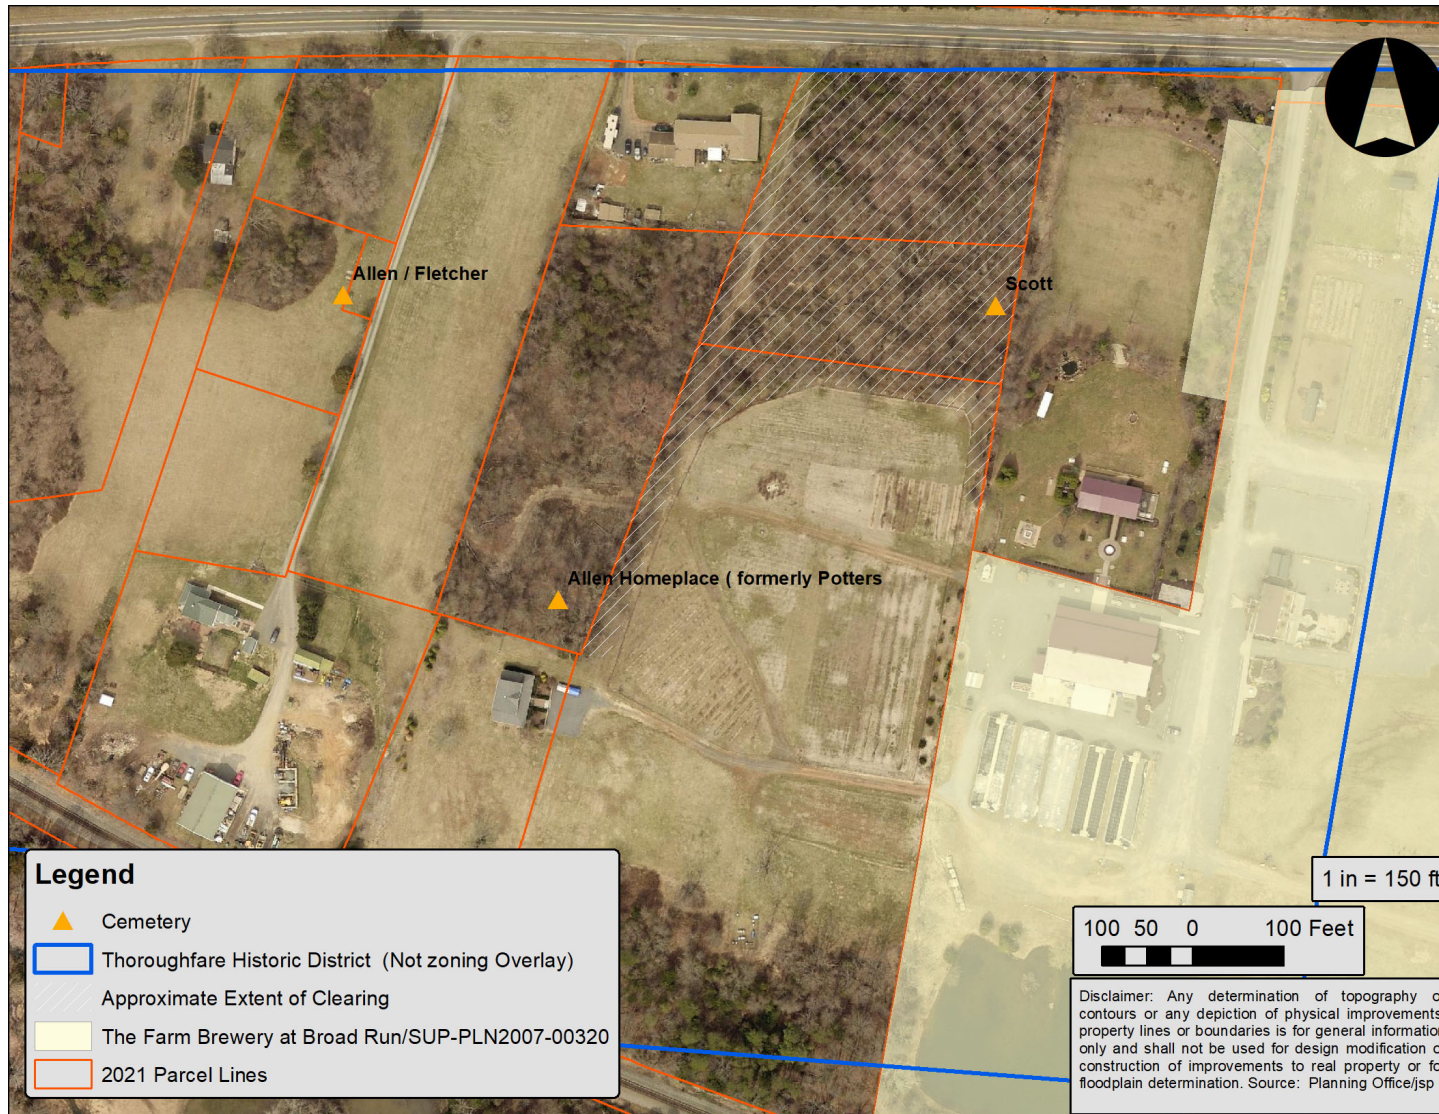 Allen / Fletcher
Scott
Allen Homeplace ( formerly Potters
Legend
Cemetery
Thoroughfare Historic District (Not zoning Overlay)
Approximate Extent of Clearing
The Farm Brewery at Broad Run/SUP-PLN2007-00320
2021 Parcel Lines
1 in = 150 ft
100 50 0 100 Feet
Disclaimer: Any determination of topography
contours or any depiction of physical improvements
property lines or boundaries is for general information
only and shall not be used for design modification
construction of improvements to real property or
floodplain determination. Source: Planning Office/jsp